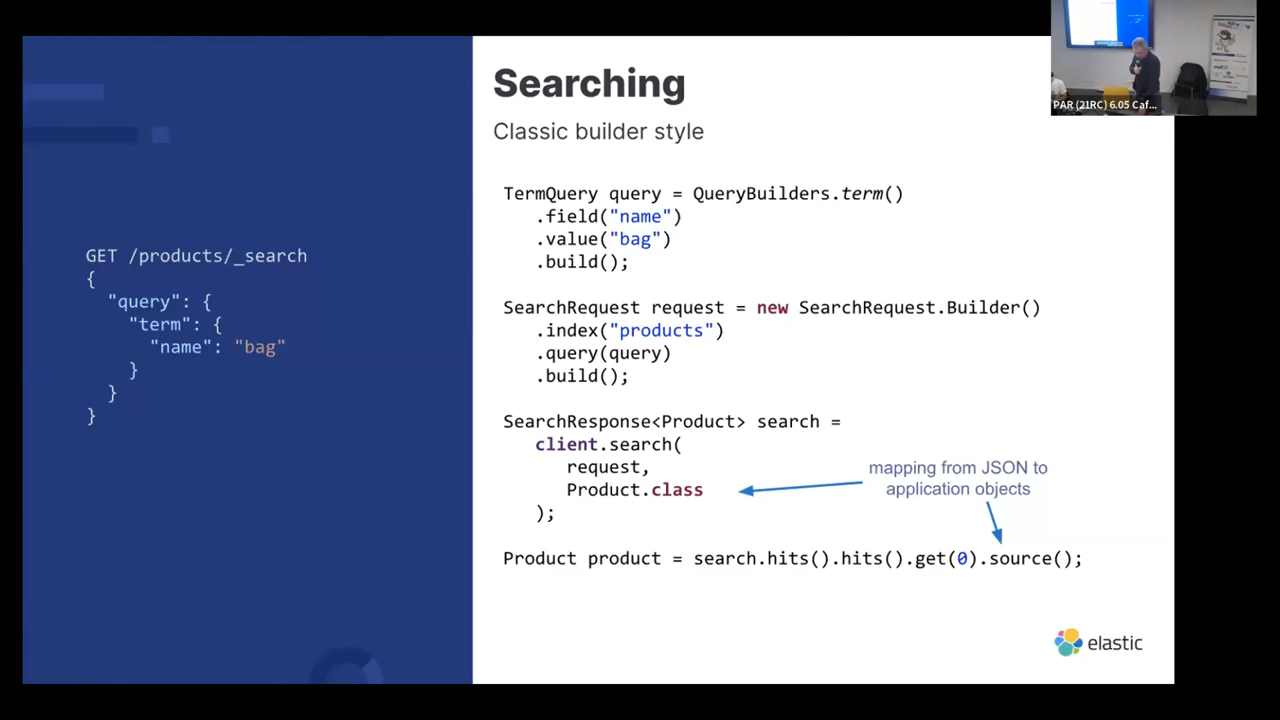 Searching
Classic builder style
GET /products/_search
{
"query": {
"term": {
"name": "bag"
}
}
}
TermQuery query = QueryBuilders.term()
.field("name")
.value("bag")
.build();
SearchRequest request = new SearchRequest.Builder()
.index("products")
.query(query)
.build();
SearchResponse<Product> search =
client.search(
request,
Product.class
);
mapping from JSON to
application objects
Product product = search.hits().hits().get(0).source();
elastic
PAR (21RC) 6.05 Caf...